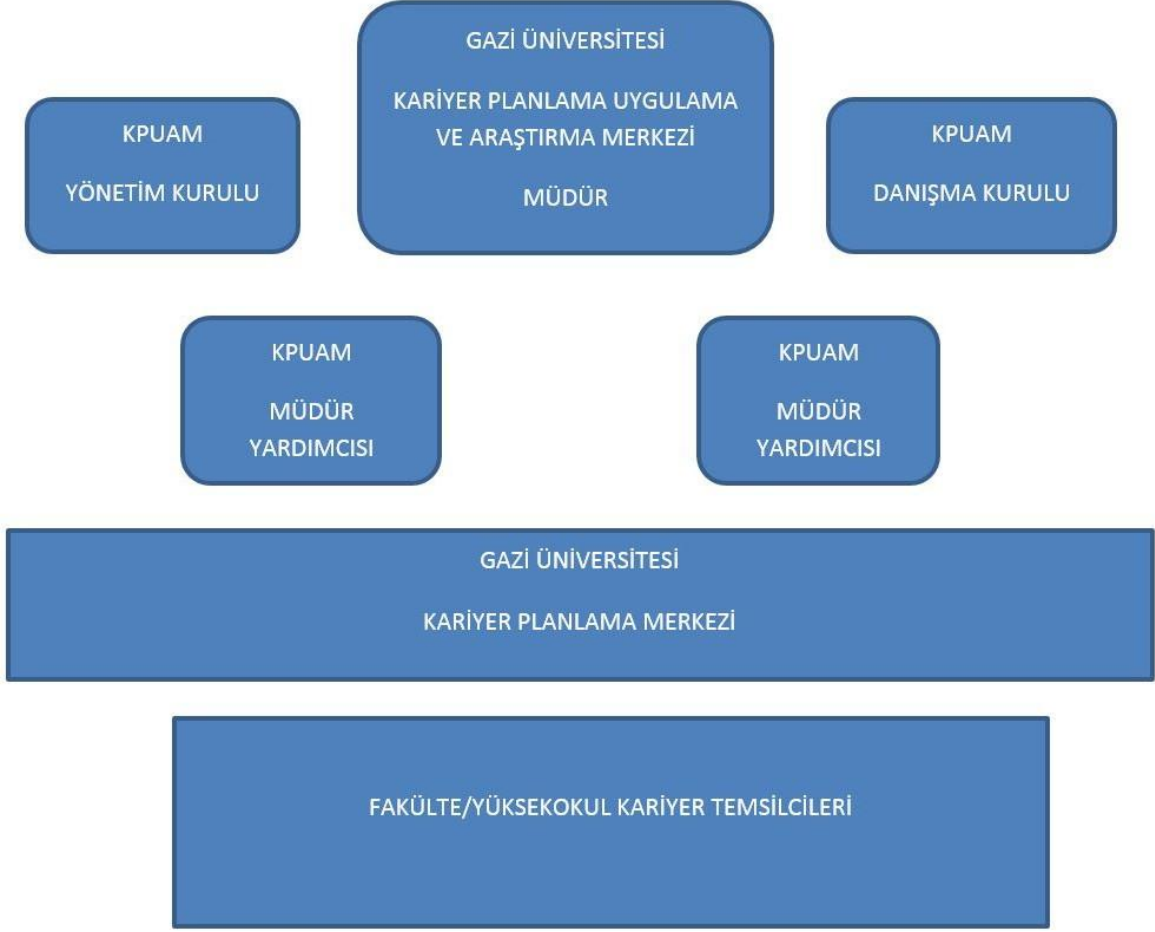 GAZİ ÜNİVERSİTESİ
KARİYER PLANLAMA UYGULAMA
VE ARAŞTIRMA MERKEZİ
MÜDÜR
KPUAM
YÖNETİM KURULU
KPUAM
DANIŞMA KURULU
KPUAM
MÜDÜR
YARDIMCISI
KPUAM
MÜDÜR
YARDIMCISI
GAZİ ÜNİVERSİTESİ
KARİYER PLANLAMA MERKEZİ
FAKÜLTE/YÜKSEKOKUL KARİYER TEMSİLCİLERİ